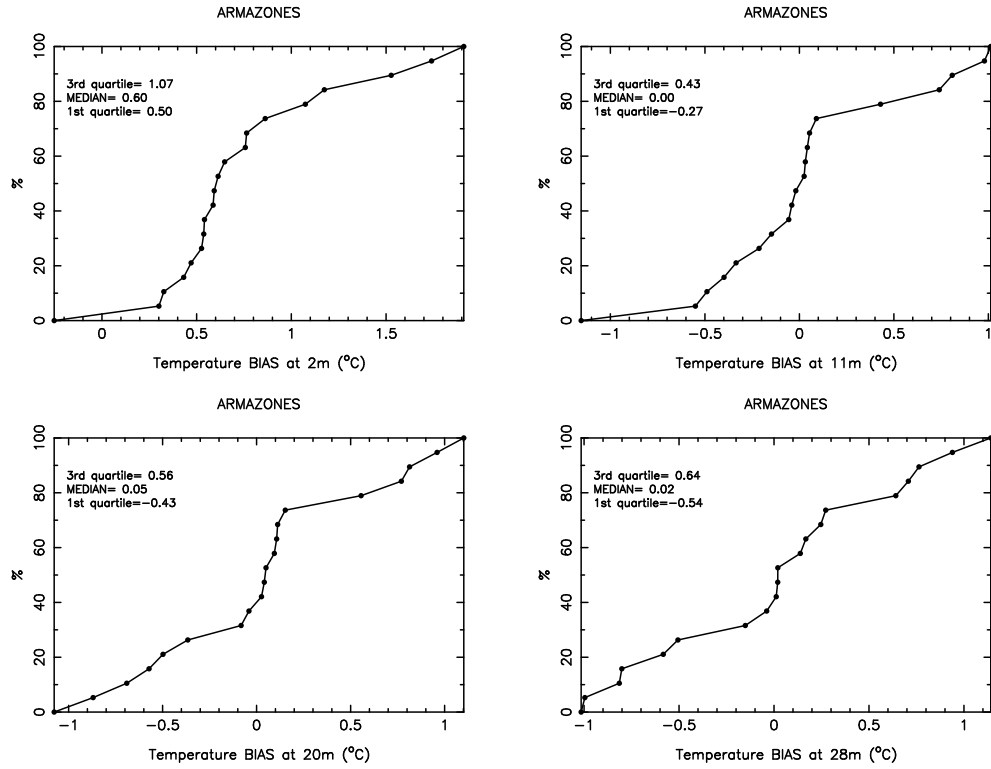 ARMAZONES
3rd quartile= 1.07
MEDIAN= 0.60
1st quartile= 0.50
%
0
20
40
60
80
100
0 0.5 1 1.5
Temperature BIAS at 2m (°C)
ARMAZONES
3rd quartile= 0.43
MEDIAN= 0.00
1st quartile=−0.27
%
0
20
40
60
80
100
−1 −0.5 0 0.5 1
Temperature BIAS at 11m (°C)
ARMAZONES
3rd quartile= 0.56
MEDIAN= 0.05
1st quartile=−0.43
%
0
20
40
60
80
100
−1 −0.5 0 0.5 1
Temperature BIAS at 20m (°C)
ARMAZONES
3rd quartile= 0.64
MEDIAN= 0.02
1st quartile=−0.54
%
0
20
40
60
80
100
−1 −0.5 0 0.5 1
Temperature BIAS at 28m (°C)